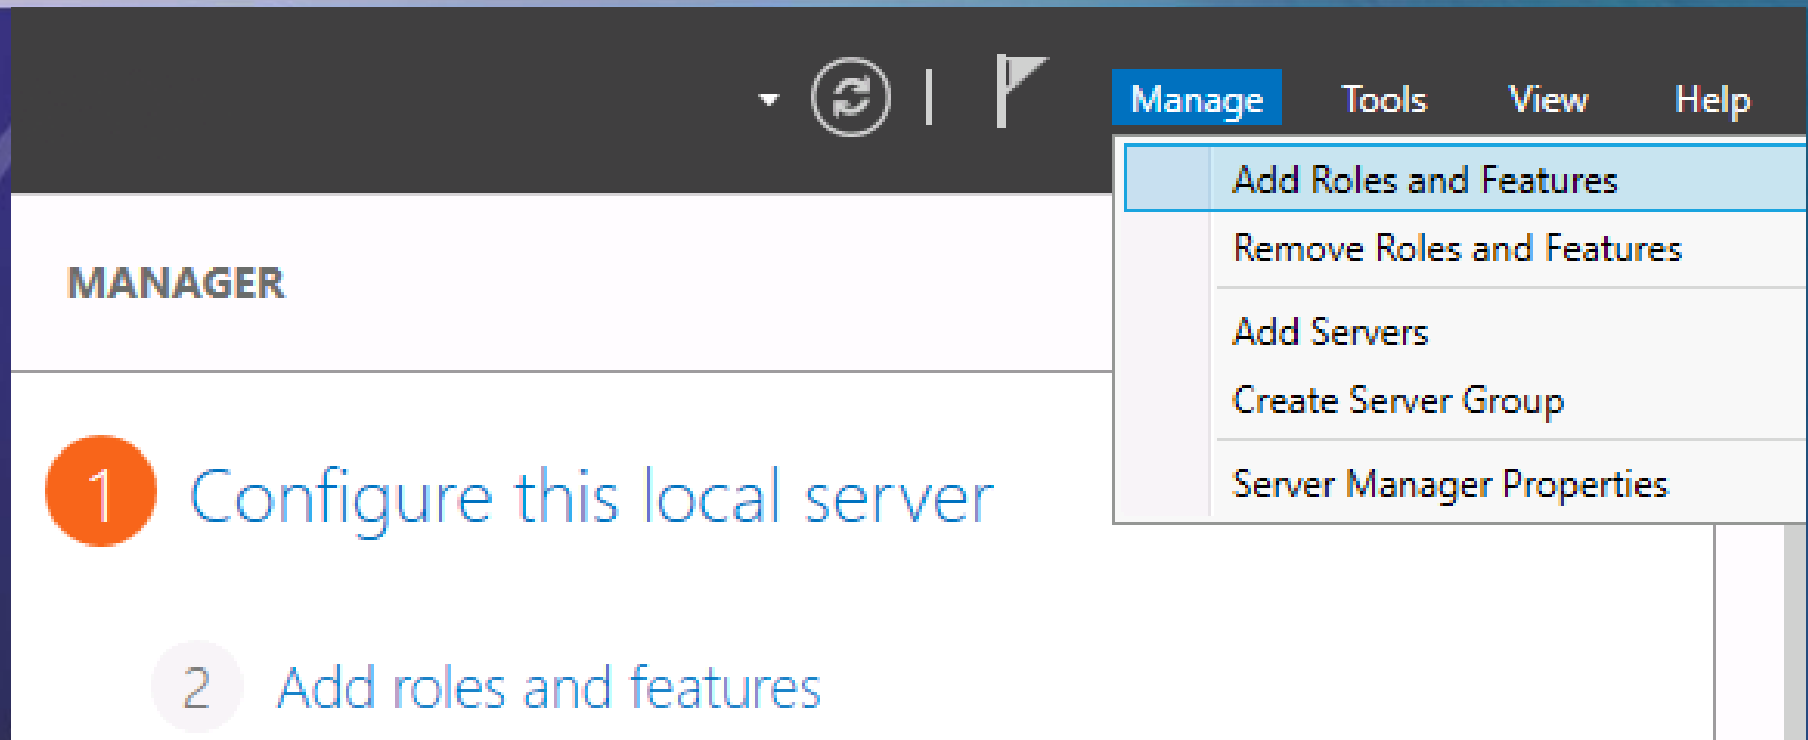 Manage Tools View Help
Add Roles and Features
Remove Roles and Features
Add Servers
Create Server Group
Server Manager Properties
MANAGER
1 Configure this local server
2 Add roles and features